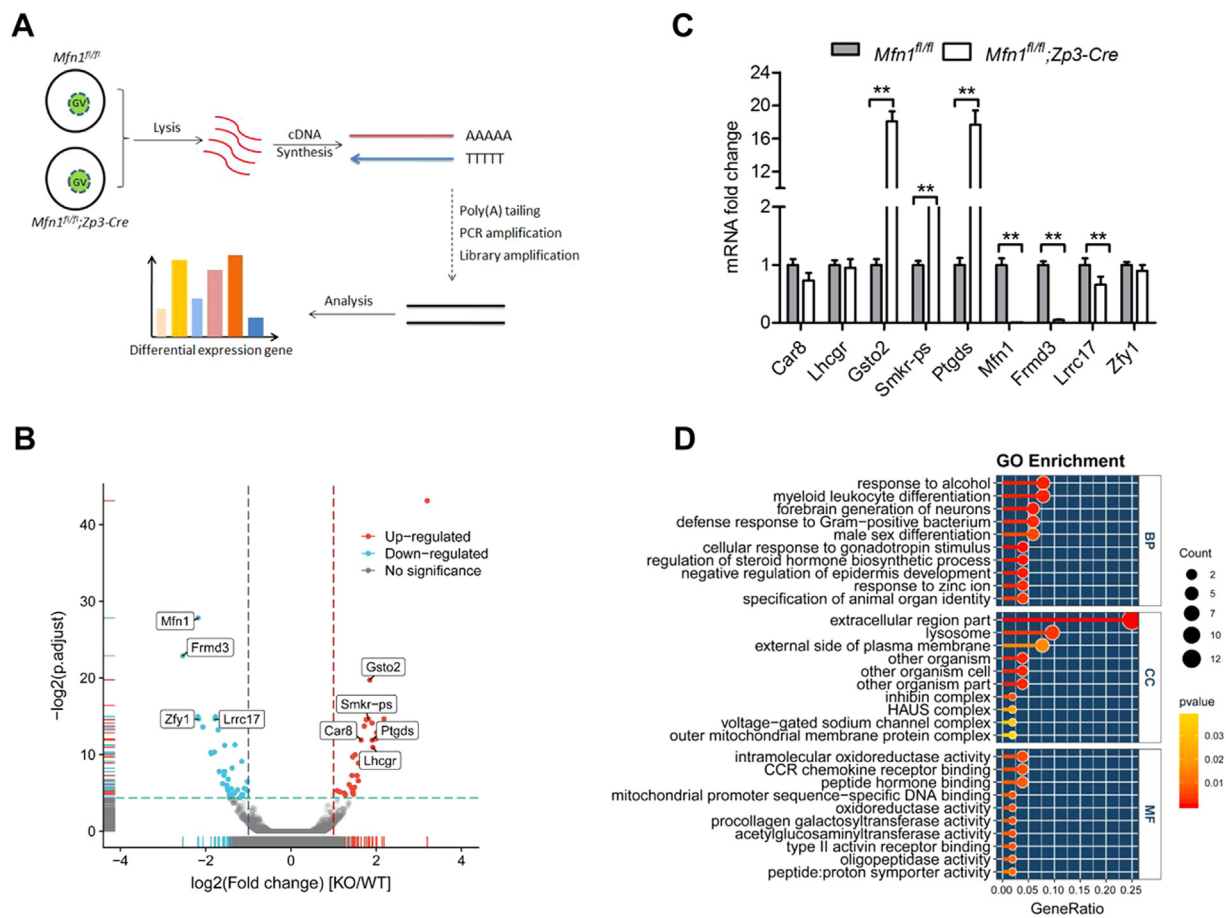 A
Mfn1fl/fl
GV
GV
Mfn1fl/fl;Zp3-Cre
Lysis
cDNA
Synthesis
AAAAA
TTTTT
Poly(A) tailing
PCR amplification
Library amplification
Analysis
Differential expression gene
C
Mfn1fl/fl
Mfn1fl/fl;Zp3-Cre
mRNA fold change
24
20
16
12
8
4
2
1
0
**
**
**
**
**
**
Car8
Lhcgr
Gsto2
Smkr-ps
Ptgds
Mfn1
Frmd3
Lrrc17
Zfy1
B
−log2(p.adjust)
40
30
20
10
0
Up−regulated
Down−regulated
No significance
Mfn1
Frmd3
Zfy1
Lrrc17
Gsto2
Smkr−ps
Car8
Ptgds
Lhcgr
−4
−2
0
2
4
log2(Fold change) [KO/WT]
D
GO Enrichment
response to alcohol
myeloid leukocyte differentiation
forebrain generation of neurons
defense response to Gram−positive bacterium
male sex differentiation
cellular response to gonadotropin stimulus
regulation of steroid hormone biosynthetic process
negative regulation of epidermis development
response to zinc ion
specification of animal organ identity
BP
extracellular region part
lysosome
external side of plasma membrane
other organism
other organism cell
other organism part
inhibin complex
HAUS complex
voltage−gated sodium channel complex
outer mitochondrial membrane protein complex
CC
intramolecular oxidoreductase activity
CCR chemokine receptor binding
peptide hormone binding
mitochondrial promoter sequence−specific DNA binding
oxidoreductase activity
procollagen galactosyltransferase activity
acetylglucosaminyltransferase activity
type II activin receptor binding
oligopeptidase activity
peptide:proton symporter activity
MF
0.00 0.05 0.10 0.15 0.20 0.25
GeneRatio
Count
2
5
7
10
12
pvalue
0.03
0.02
0.01